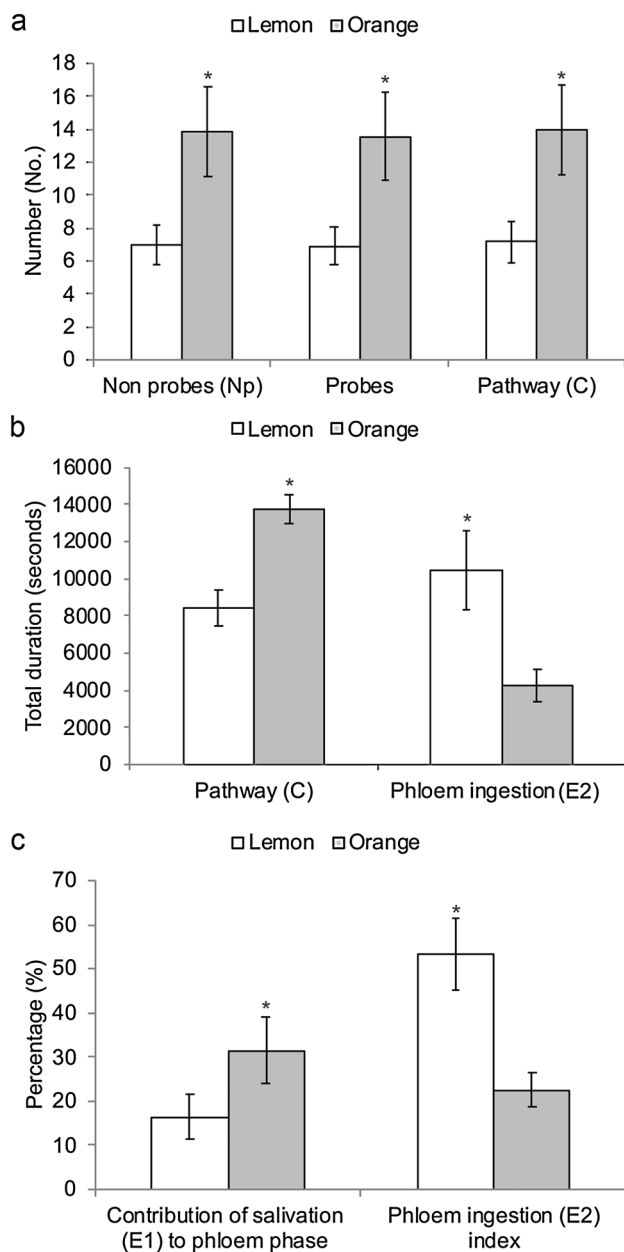 a
Lemon Orange
18
16
14
12
10
8
6
4
2
0
Number (No.)
* * *
Non probes (Np) Probes Pathway (C)
b
Lemon Orange
16000
14000
12000
10000
8000
6000
4000
2000
0
Total duration (seconds)
* *
Pathway (C) Phloem ingestion (E2)
c
Lemon Orange
70
60
50
40
30
20
10
0
Percentage (%)
* *
Contribution of salivation Phloem ingestion (E2)
(E1) to phloem phase index